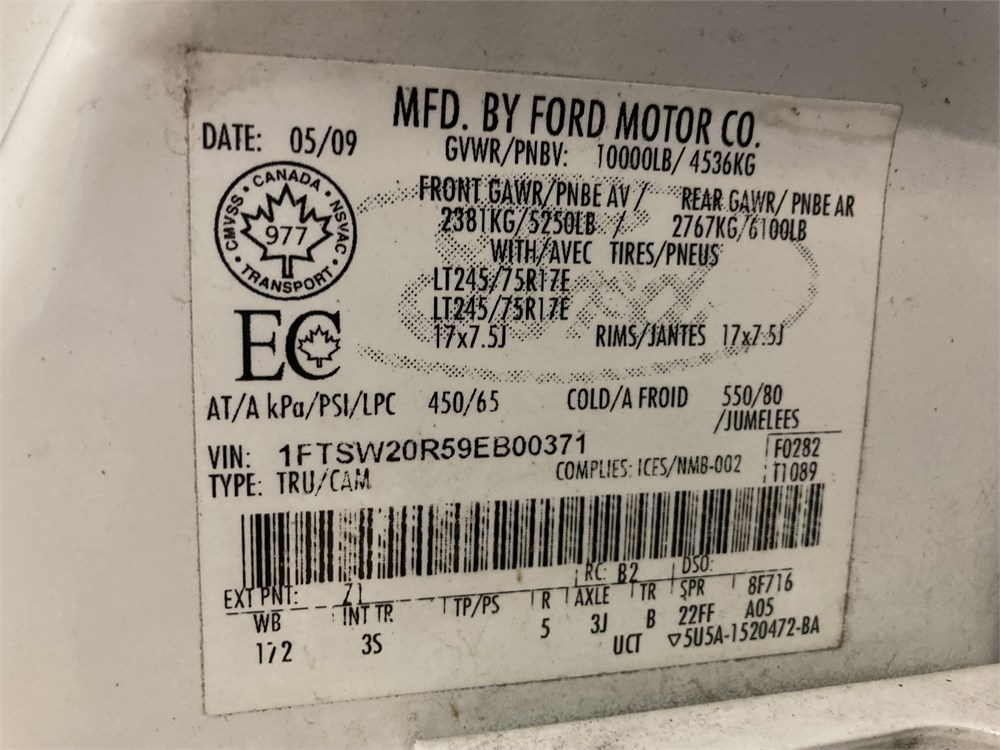 MFD. BY FORD MOTOR CO.
DATE: 05/09
GVWR/PNBV: 10000LB/ 4536KG
CANADA
CMVSS · NSVAC
977
TRANSPORT
FRONT GAWR/PNBE AV / REAR GAWR/ PNBE AR
2381KG/5250LB / 2767KG/6100LB
WITH/AVEC TIRES/PNEUS
LT245/75R17E
LT245/75R17E
17x7.5J RIMS/JANTES 17x7.5J
EC
AT/A kPa/PSI/LPC 450/65 COLD/A FROID 550/80
/JUMELEES
VIN: 1FTSW20R59EB00371 F0282
TYPE: TRU/CAM COMPLIES: ICES/NMB-002 T1089
EXT PNT: Z1 RC: B2 DSO:
WB INT TR TP/PS R AXLE TR SPR 8F716
172 3S 5 3J B 22FF A05
UCT ▽5U5A-1520472-BA